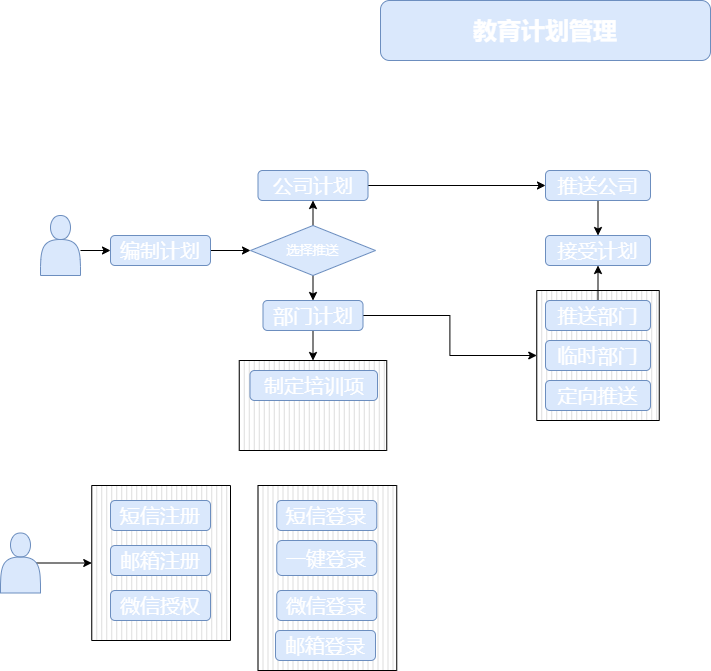 教育计划管理
公司计划
推送公司
编制计划
选择推送
接受计划
部门计划
推送部门
临时部门
制定培训项
定向推送
短信注册
邮箱注册
微信授权
短信登录
一键登录
微信登录
邮箱登录